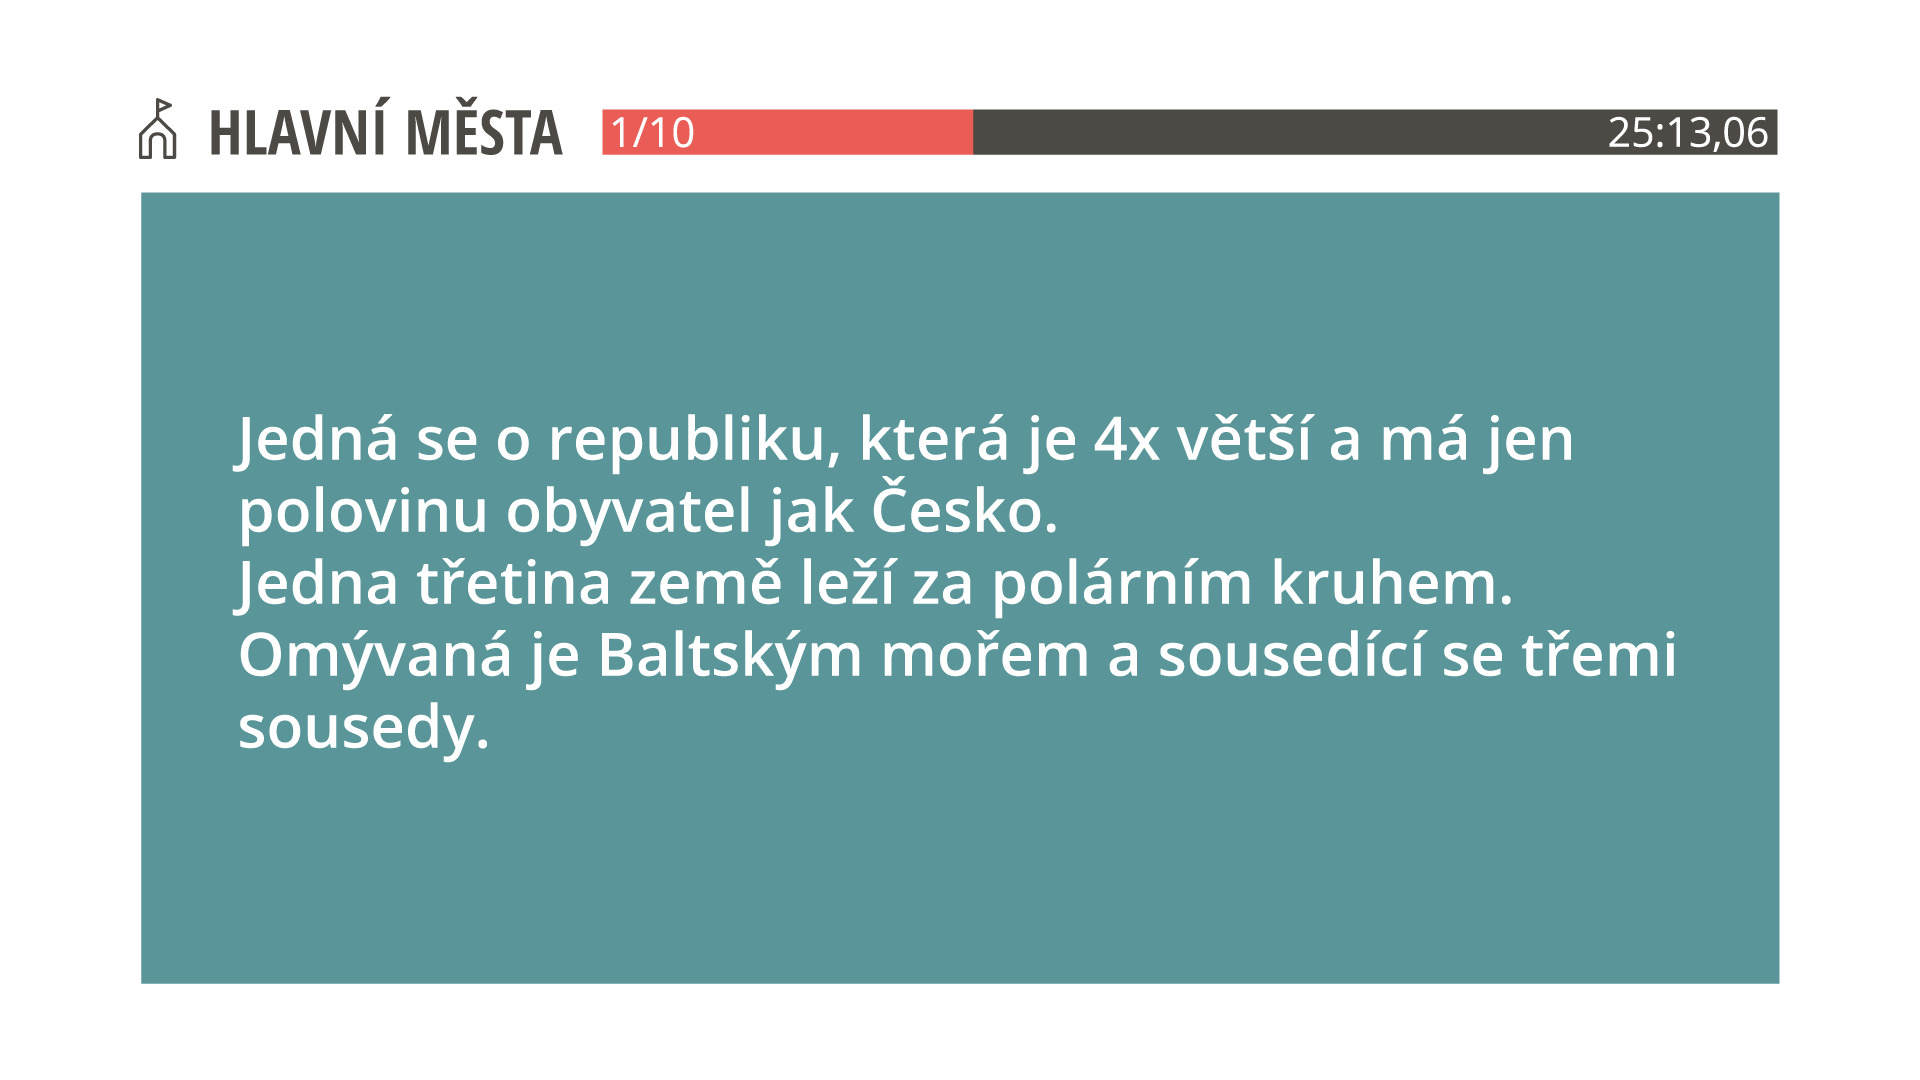 HLAVNÍ MĚSTA 1/10 25:13,06
Jedná se o republiku, která je 4x větší a má jen
polovinu obyvatel jak Česko.
Jedna třetina země leží za polárním kruhem.
Omývaná je Baltským mořem a sousedící se třemi
sousedy.